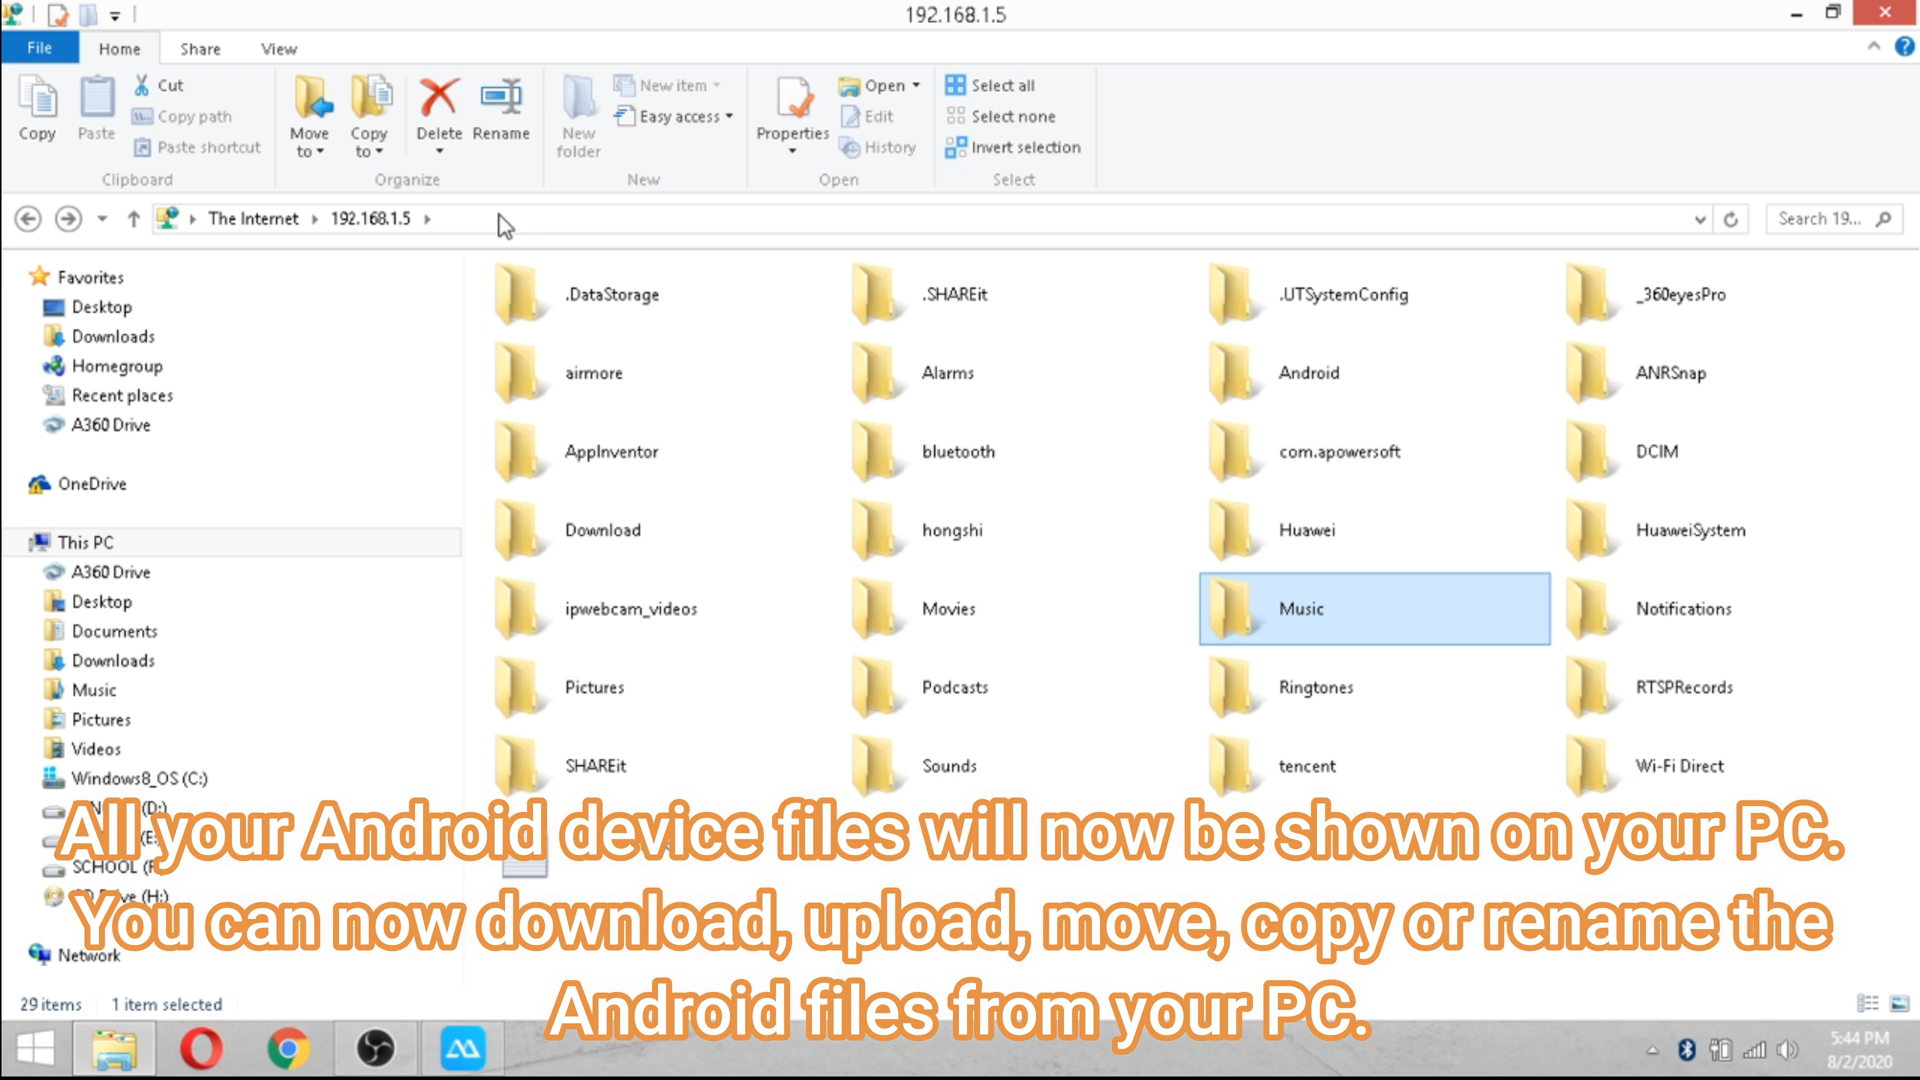 192.168.1.5
File Home Share View
Copy Paste Cut Copy path Paste shortcut
Clipboard
Move to Copy to Delete Rename
Organize
New folder New item Easy access
New
Properties Open Edit History
Open
Select all Select none Invert selection
Select
The Internet 192.168.1.5 Search 19...
Favorites
Desktop
Downloads
Homegroup
Recent places
A360 Drive
OneDrive
This PC
A360 Drive
Desktop
Documents
Downloads
Music
Pictures
Videos
Windows8_OS (C:)
(D:)
(E:
SCHOOL (F
(H:)
Network
.DataStorage .SHAREit .UTSystemConfig _360eyesPro
airmore Alarms Android ANRSnap
AppInventor bluetooth com.apowersoft DCIM
Download hongshi Huawei HuaweiSystem
ipwebcam_videos Movies Music Notifications
Pictures Podcasts Ringtones RTSPRecords
SHAREit Sounds tencent Wi-Fi Direct
All your Android device files will now be shown on your PC.
You can now download, upload, move, copy or rename the
Android files from your PC.
29 items 1 item selected
5:44 PM
8/2/2020